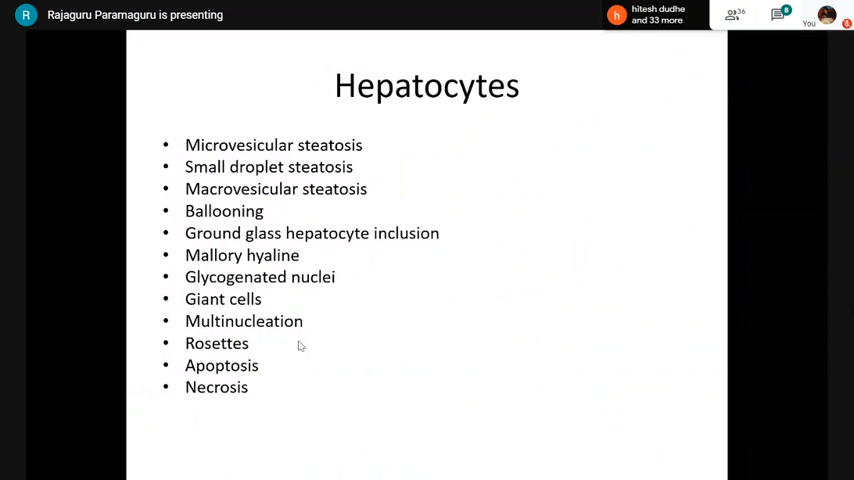 R Rajaguru Paramaguru is presenting
h hitesh dudhe and 33 more
36
8
You
Hepatocytes
• Microvesicular steatosis
• Small droplet steatosis
• Macrovesicular steatosis
• Ballooning
• Ground glass hepatocyte inclusion
• Mallory hyaline
• Glycogenated nuclei
• Giant cells
• Multinucleation
• Rosettes
• Apoptosis
• Necrosis